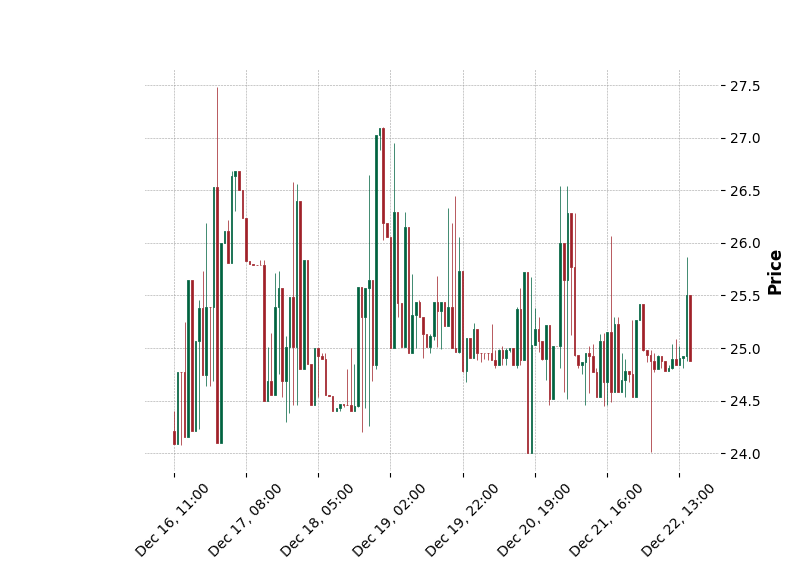 27.5
27.0
26.5
26.0
25.5
25.0
24.5
24.0
Price
Dec 16, 11:00
Dec 17, 08:00
Dec 18, 05:00
Dec 19, 02:00
Dec 19, 22:00
Dec 20, 19:00
Dec 21, 16:00
Dec 22, 13:00